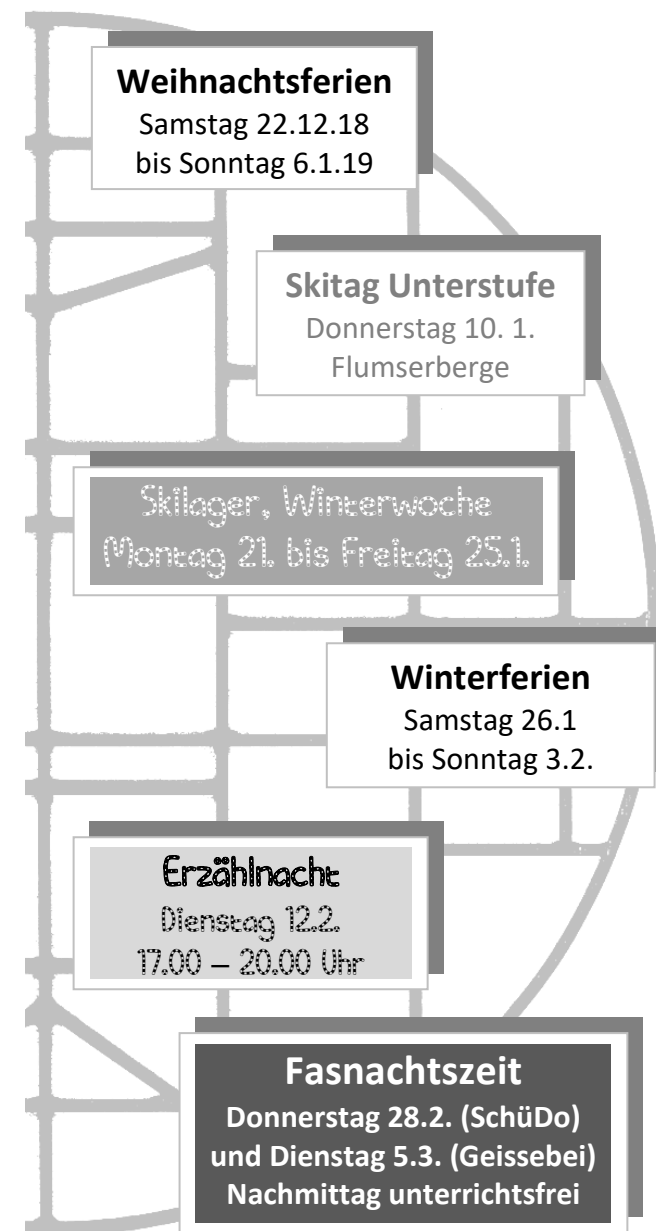 Weihnachtsferien
Samstag 22.12.18
bis Sonntag 6.1.19
Skitag Unterstufe
Donnerstag 10. 1.
Flumserberge
Skilager, Winterwoche
Montag 21. bis Freitag 25.1.
Winterferien
Samstag 26.1
bis Sonntag 3.2.
Erzählnacht
Dienstag 12.2.
17.00 – 20.00 Uhr
Fasnachtszeit
Donnerstag 28.2. (SchüDo)
und Dienstag 5.3. (Geissebei)
Nachmittag unterrichtsfrei